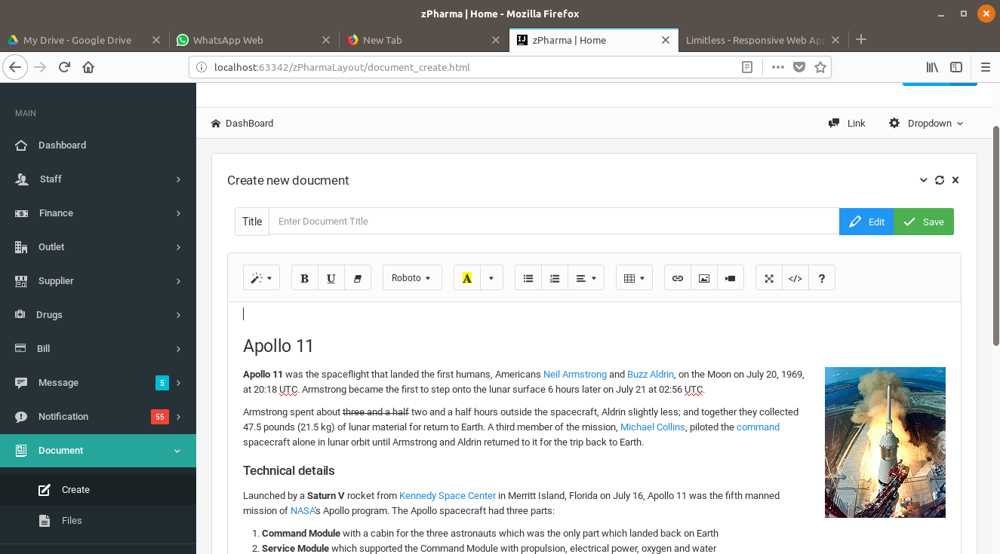 zPharma | Home - Mozilla Firefox
My Drive - Google Drive
WhatsApp Web
New Tab
zPharma | Home
Limitless - Responsive Web App
localhost:63342/zPharmaLayout/document_create.html
MAIN
Dashboard
Staff
Finance
Outlet
Supplier
Drugs
Bill
Message 5
Notification 55
Document
Create
Files
DashBoard
Link
Dropdown
Create new doucment
Title
Enter Document Title
Edit
Save
B U
Roboto
A
</> ?
Apollo 11
Apollo 11 was the spaceflight that landed the first humans, Americans Neil Armstrong and Buzz Aldrin, on the Moon on July 20, 1969,
at 20:18 UTC. Armstrong became the first to step onto the lunar surface 6 hours later on July 21 at 02:56 UTC.
Armstrong spent about three and a half two and a half hours outside the spacecraft, Aldrin slightly less; and together they collected
47.5 pounds (21.5 kg) of lunar material for return to Earth. A third member of the mission, Michael Collins, piloted the command
spacecraft alone in lunar orbit until Armstrong and Aldrin returned to it for the trip back to Earth.
Technical details
Launched by a Saturn V rocket from Kennedy Space Center in Merritt Island, Florida on July 16, Apollo 11 was the fifth manned
mission of NASA's Apollo program. The Apollo spacecraft had three parts:
1. Command Module with a cabin for the three astronauts which was the only part which landed back on Earth
2. Service Module which supported the Command Module with propulsion, electrical power, oxygen and water